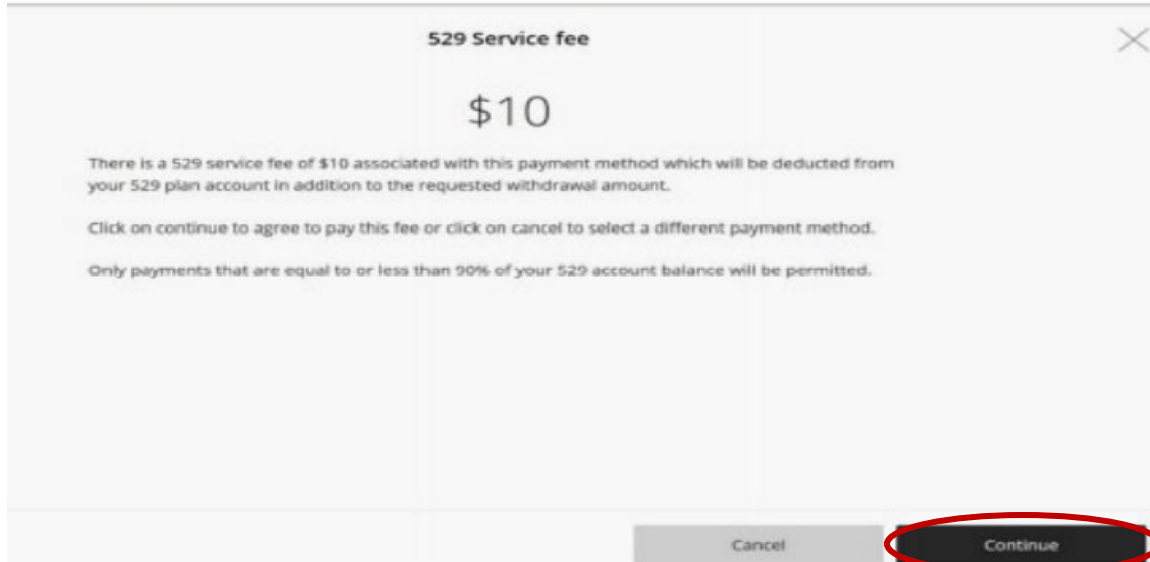 529 Service fee
$10
There is a 529 service fee of $10 associated with this payment method which will be deducted from
your 529 plan account in addition to the requested withdrawal amount.
Click on continue to agree to pay this fee or click on cancel to select a different payment method.
Only payments that are equal to or less than 90% of your 529 account balance will be permitted.
Cancel
Continue